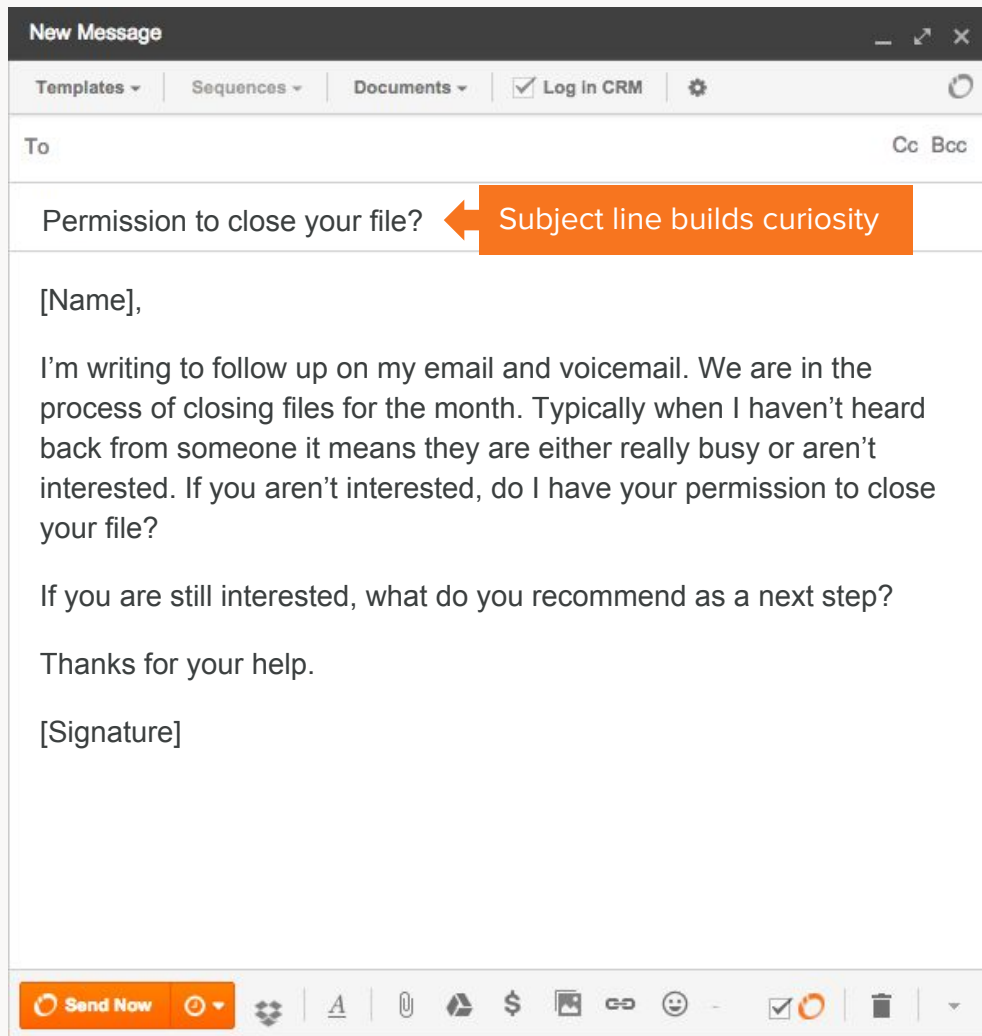 New Message
Templates Sequences Documents Log in CRM
To Cc Bcc
Permission to close your file? Subject line builds curiosity
[Name],
I’m writing to follow up on my email and voicemail. We are in the
process of closing files for the month. Typically when I haven’t heard
back from someone it means they are either really busy or aren’t
interested. If you aren’t interested, do I have your permission to close
your file?
If you are still interested, what do you recommend as a next step?
Thanks for your help.
[Signature]
Send Now A $